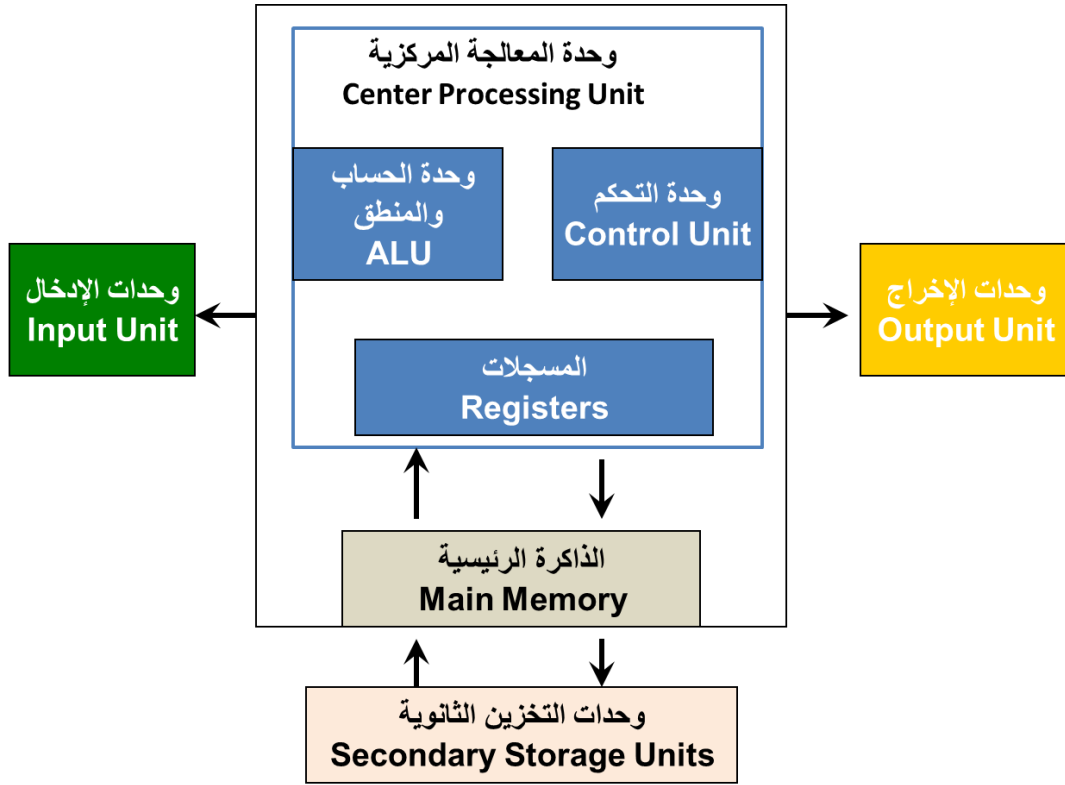 وحدة المعالجة المركزية
Center Processing Unit
وحدة الحساب
والمنطق
ALU
وحدة التحكم
Control Unit
وحدات الإدخال
Input Unit
وحدات الإخراج
Output Unit
المسجلات
Registers
الذاكرة الرئيسية
Main Memory
وحدات التخزين الثانوية
Secondary Storage Units